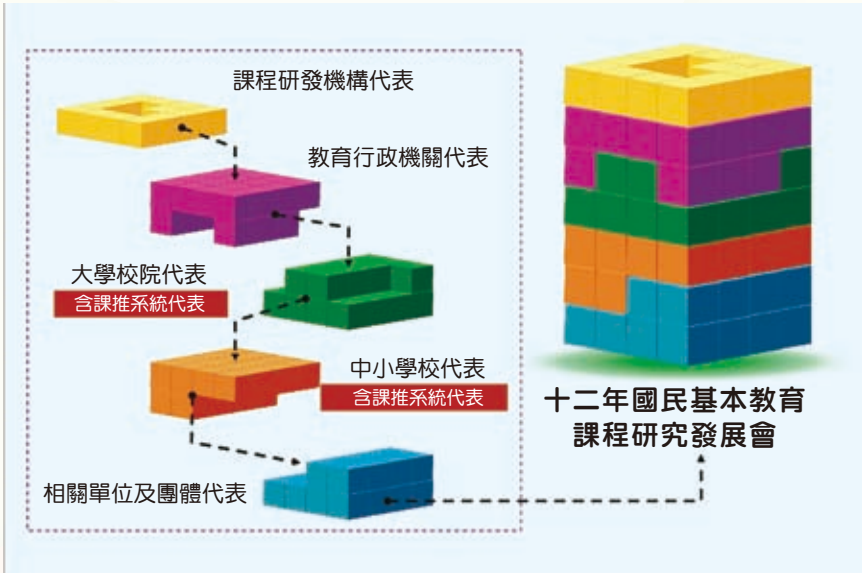 課程研發機構代表
教育行政機關代表
大學校院代表
含課推系統代表
中小學校代表
含課推系統代表
相關單位及團體代表
十二年國民基本教育
課程研究發展會